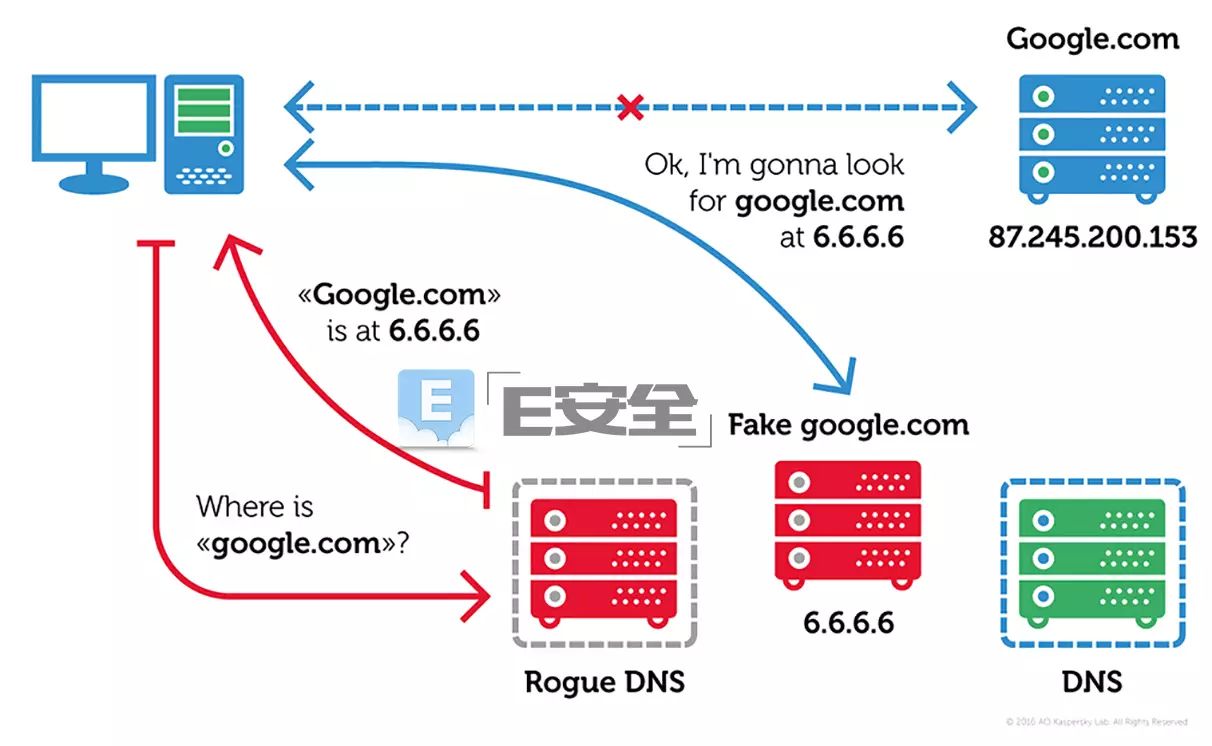 Google.com
Ok, I'm gonna look
for google.com
at 6.6.6.6
87.245.200.153
«Google.com»
is at 6.6.6.6
E
E安全
Fake google.com
Where is
«google.com»?
6.6.6.6
Rogue DNS
DNS
© 2016 AO Kaspersky Lab. All Rights Reserved.